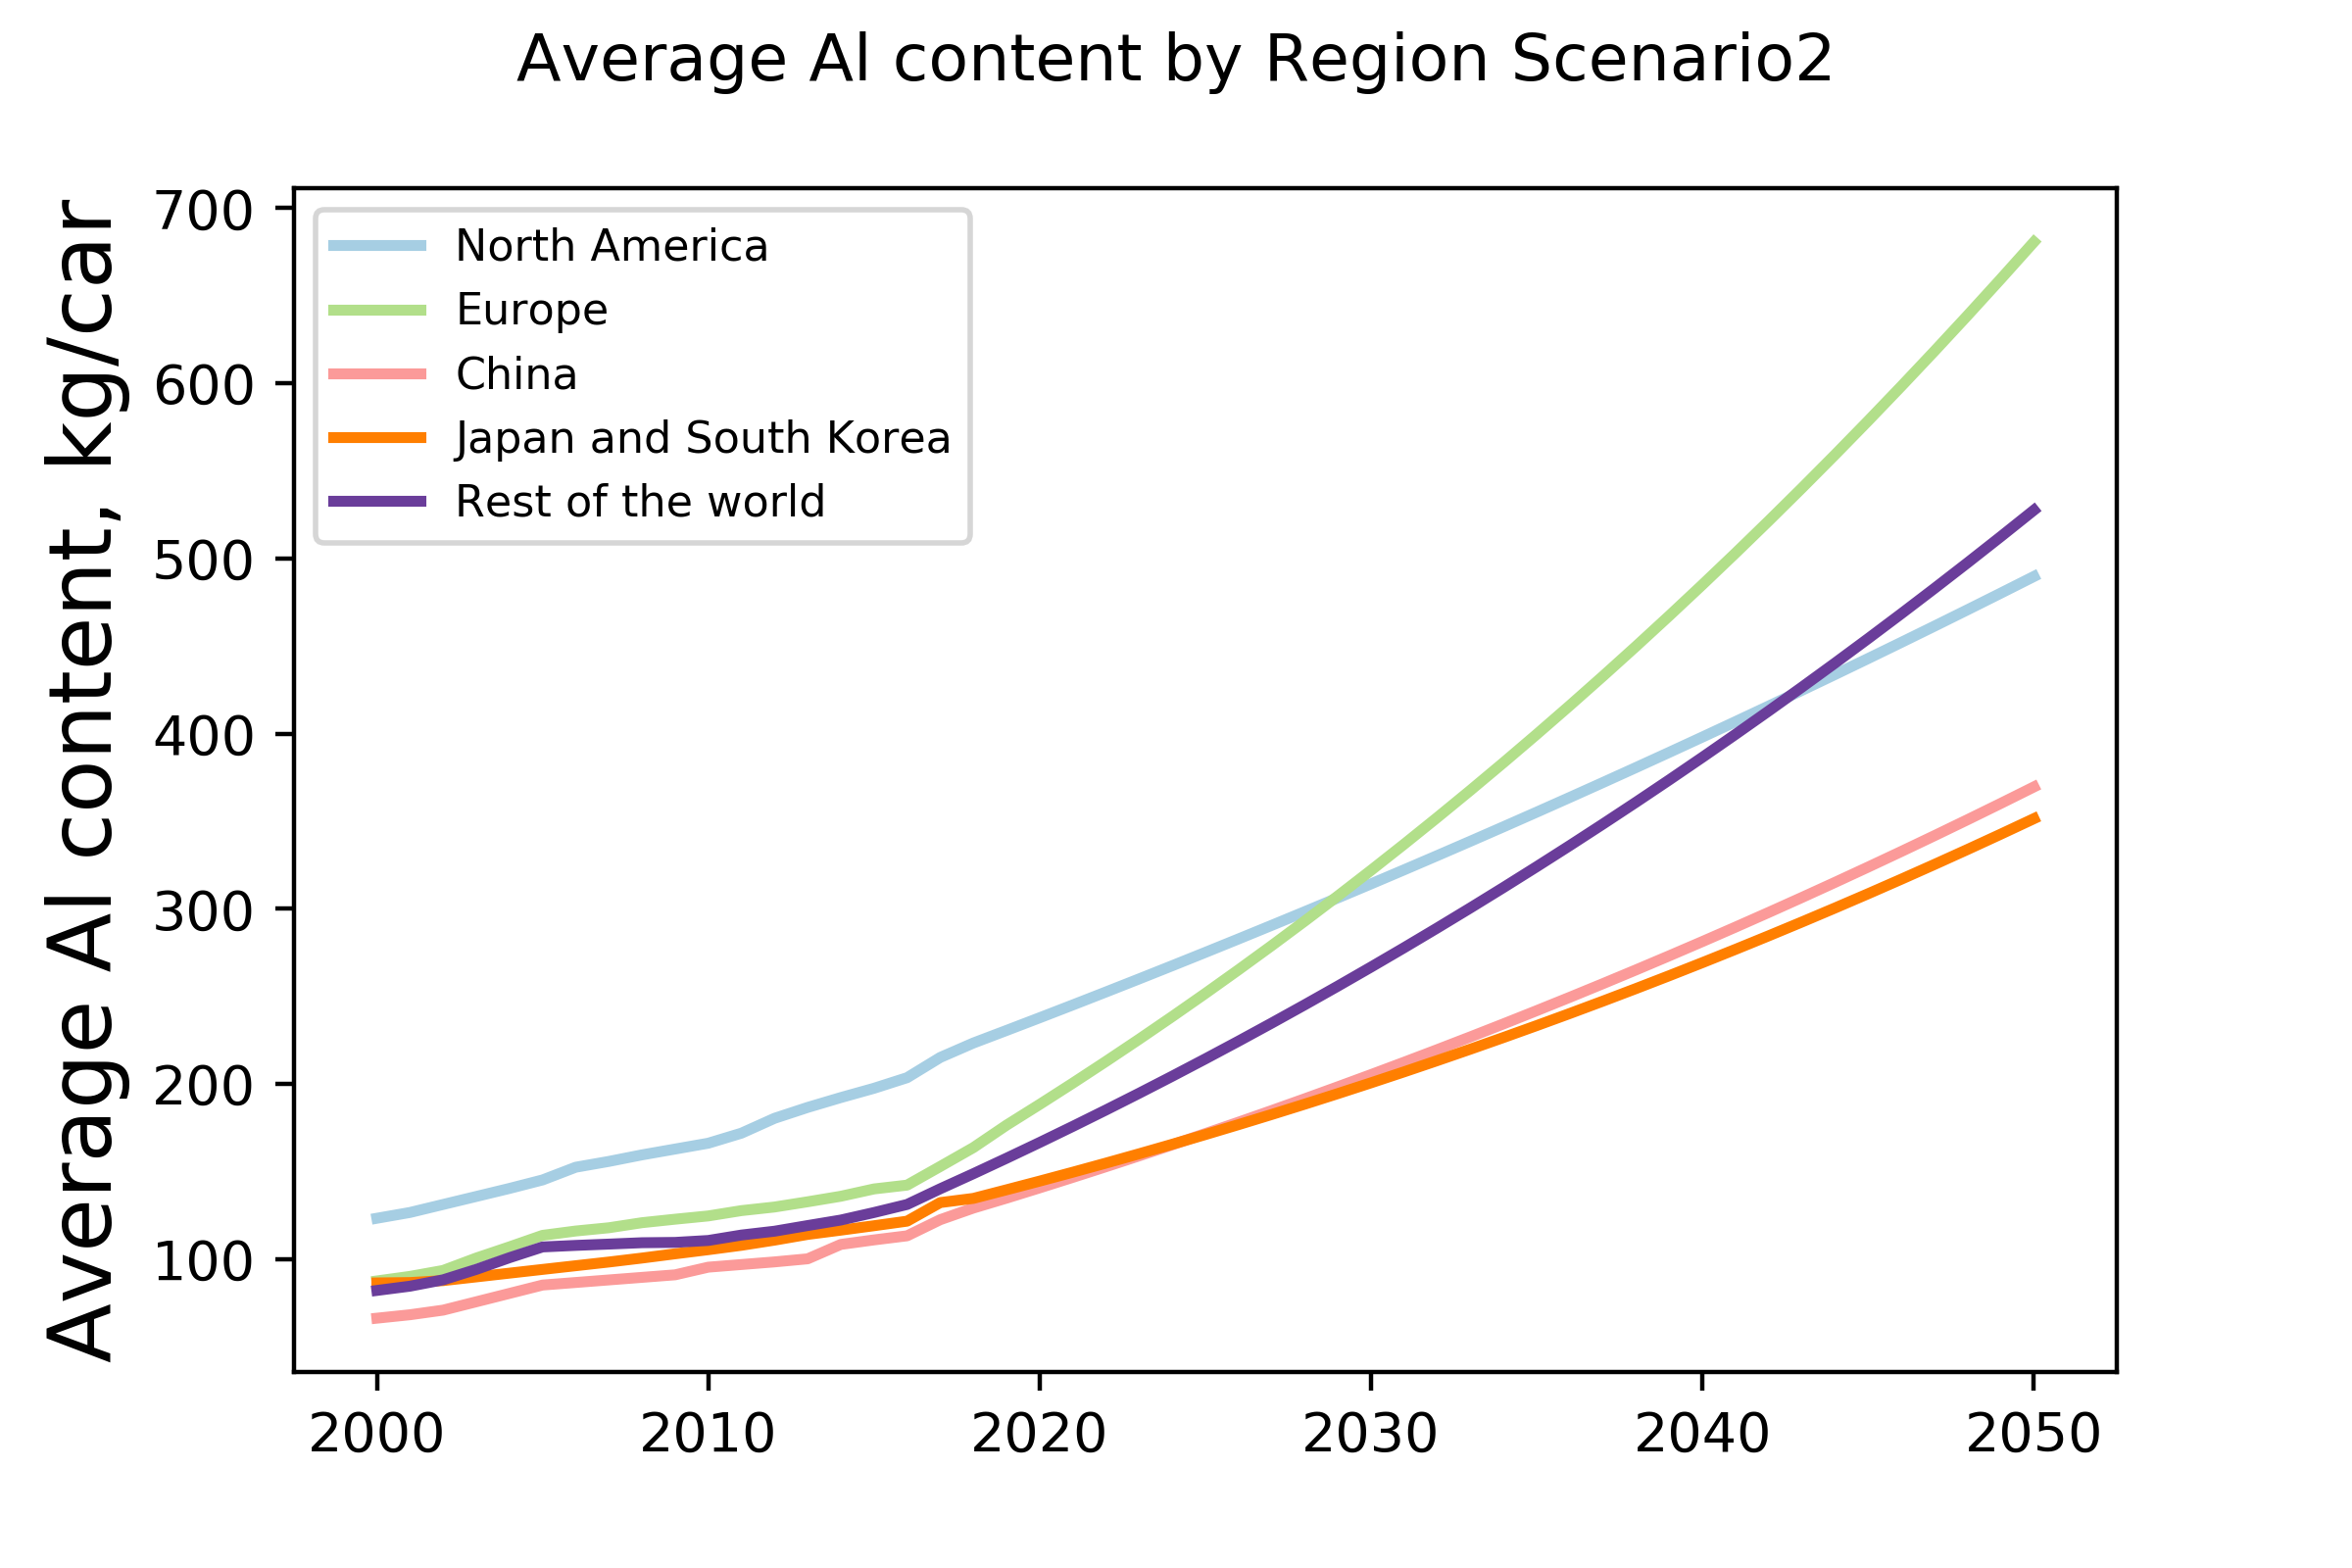 Average Al content by Region Scenario2
Average Al content, kg/car
700
600
500
400
300
200
100
North America
Europe
China
Japan and South Korea
Rest of the world
2000
2010
2020
2030
2040
2050